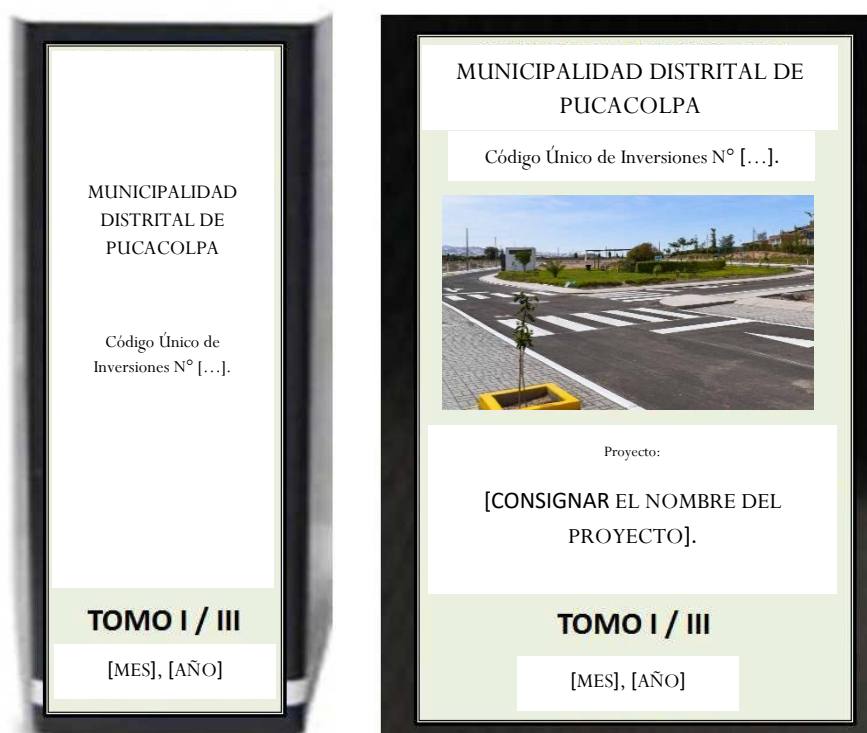 MUNICIPALIDAD
DISTRITAL DE
PUCACOLPA
Código Único de
Inversiones N° […].
TOMO I / III
[MES], [AÑO]
MUNICIPALIDAD DISTRITAL DE
PUCACOLPA
Código Único de Inversiones N° […].
Proyecto:
[CONSIGNAR EL NOMBRE DEL
PROYECTO].
TOMO I / III
[MES], [AÑO]